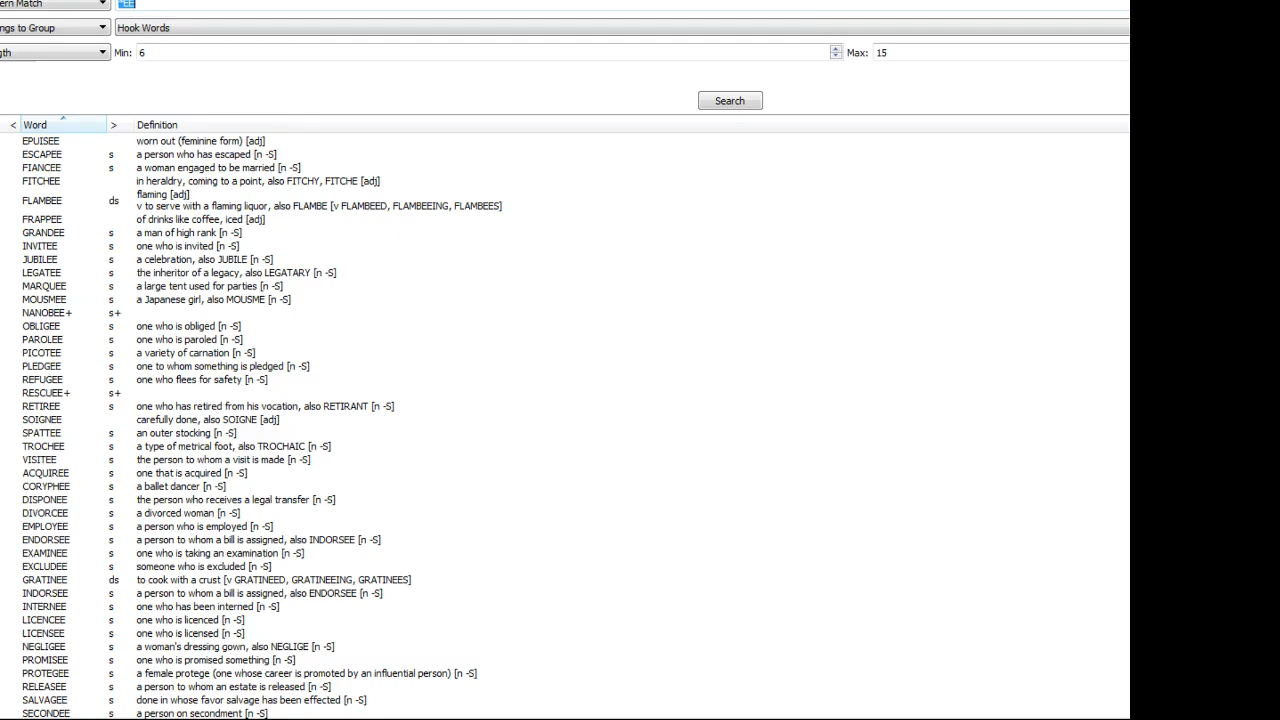 ern Match *EE
ngs to Group Hook Words
gth Min: 6 Max: 15
Search
< Word > Definition
EPUISEE worn out (feminine form) [adj]
ESCAPEE s a person who has escaped [n -S]
FIANCEE s a woman engaged to be married [n -S]
FITCHEE in heraldry, coming to a point, also FITCHY, FITCHE [adj]
flaming [adj]
FLAMBEE ds v to serve with a flaming liquor, also FLAMBE [v FLAMBEED, FLAMBEEING, FLAMBEES]
FRAPPEE of drinks like coffee, iced [adj]
GRANDEE s a man of high rank [n -S]
INVITEE s one who is invited [n -S]
JUBILEE s a celebration, also JUBILE [n -S]
LEGATEE s the inheritor of a legacy, also LEGATARY [n -S]
MARQUEE s a large tent used for parties [n -S]
MOUSMEE s a Japanese girl, also MOUSME [n -S]
NANOBEE+ s+
OBLIGEE s one who is obliged [n -S]
PAROLEE s one who is paroled [n -S]
PICOTEE s a variety of carnation [n -S]
PLEDGEE s one to whom something is pledged [n -S]
REFUGEE s one who flees for safety [n -S]
RESCUEE+ s+
RETIREE s one who has retired from his vocation, also RETIRANT [n -S]
SOIGNEE carefully done, also SOIGNE [adj]
SPATTEE s an outer stocking [n -S]
TROCHEE s a type of metrical foot, also TROCHAIC [n -S]
VISITEE s the person to whom a visit is made [n -S]
ACQUIREE s one that is acquired [n -S]
CORYPHEE s a ballet dancer [n -S]
DISPONEE s the person who receives a legal transfer [n -S]
DIVORCEE s a divorced woman [n -S]
EMPLOYEE s a person who is employed [n -S]
ENDORSEE s a person to whom a bill is assigned, also INDORSEE [n -S]
EXAMINEE s one who is taking an examination [n -S]
EXCLUDEE s someone who is excluded [n -S]
GRATINEE ds to cook with a crust [v GRATINEED, GRATINEEING, GRATINEES]
INDORSEE s a person to whom a bill is assigned, also ENDORSEE [n -S]
INTERNEE s one who has been interned [n -S]
LICENCEE s one who is licenced [n -S]
LICENSEE s one who is licensed [n -S]
NEGLIGEE s a woman's dressing gown, also NEGLIGE [n -S]
PROMISEE s one who is promised something [n -S]
PROTEGEE s a female protege (one whose career is promoted by an influential person) [n -S]
RELEASEE s a person to whom an estate is released [n -S]
SALVAGEE s done in whose favor salvage has been effected [n -S]
SECONDEE s a person on secondment [n -S]